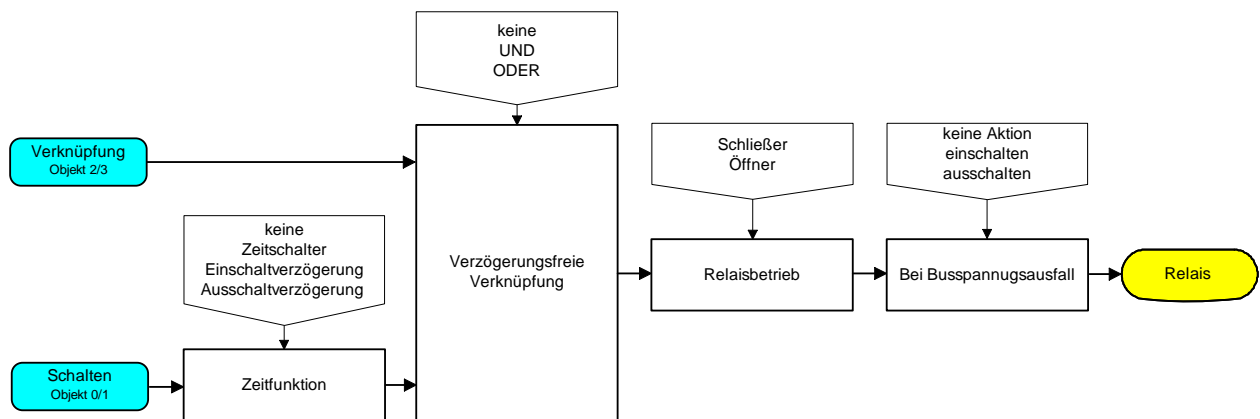 keine
UND
ODER
Verknüpfung
Objekt 2/3
Schließer
Öffner
keine Aktion
einschalten
ausschalten
keine
Zeitschalter
Einschaltverzögerung
Ausschaltverzögerung
Verzögerungsfreie
Verknüpfung
Relaisbetrieb
Bei Busspannugsausfall
Relais
Schalten
Objekt 0/1
Zeitfunktion